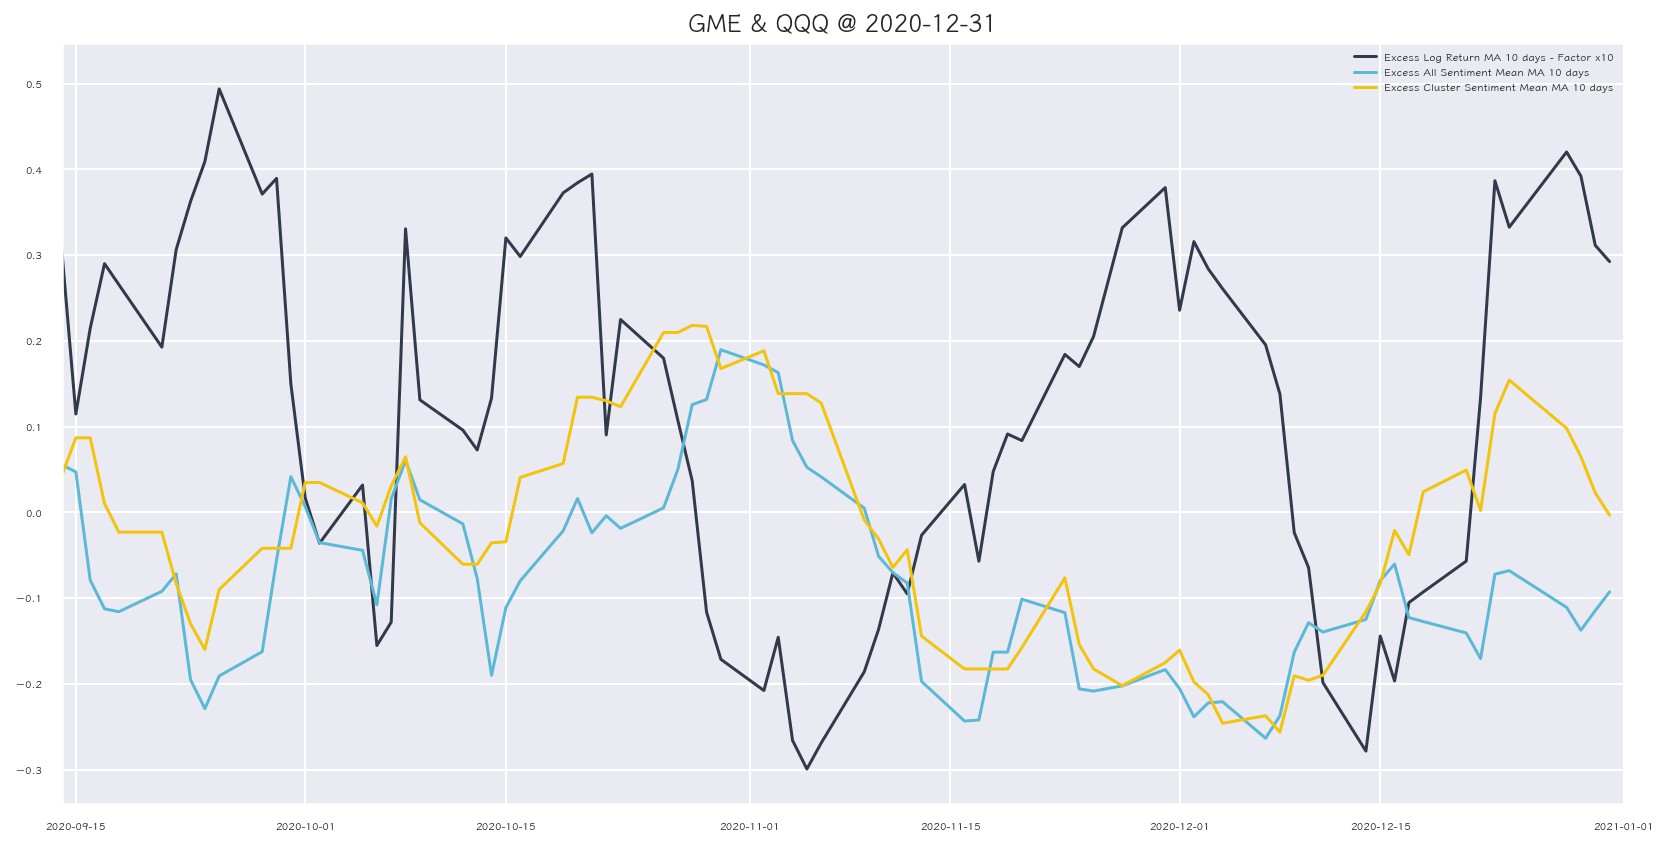 GME & QQQ @ 2020-12-31
Excess Log Return MA 10 days - Factor x10
Excess All Sentiment Mean MA 10 days
Excess Cluster Sentiment Mean MA 10 days
0.5
0.4
0.3
0.2
0.1
0.0
−0.1
−0.2
−0.3
2020-09-15 2020-10-01 2020-10-15 2020-11-01 2020-11-15 2020-12-01 2020-12-15 2021-01-01